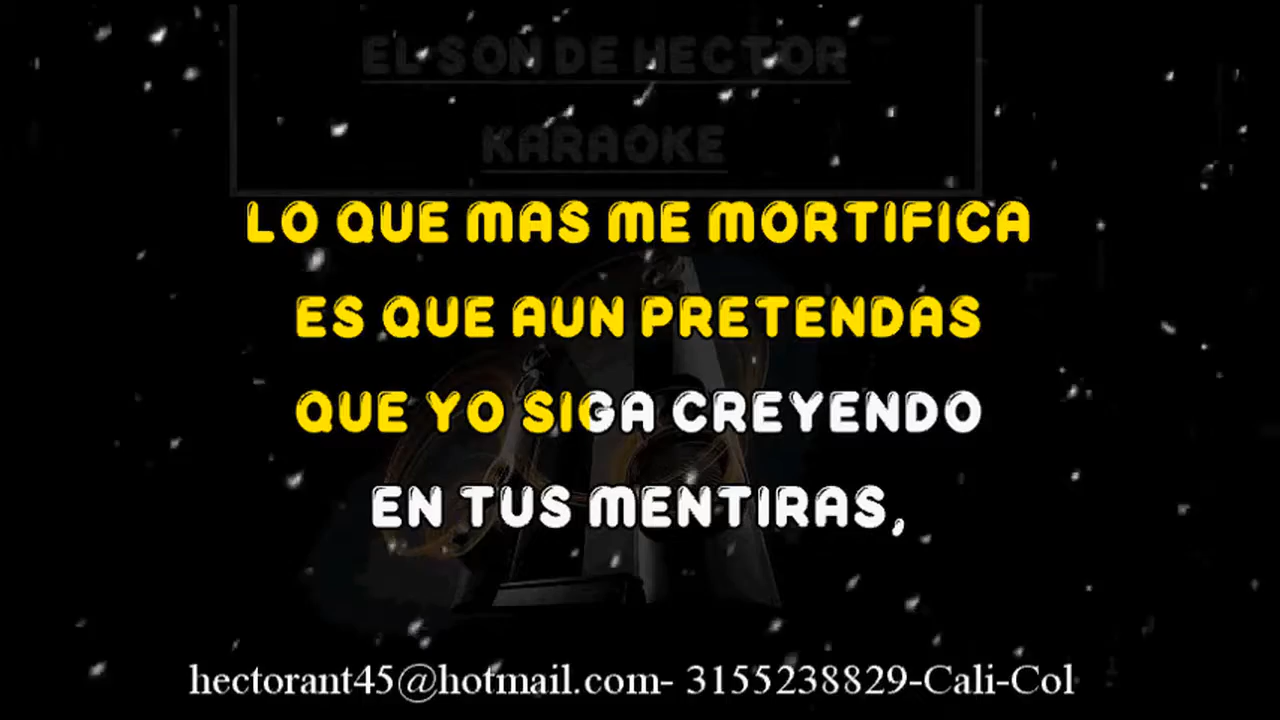 EL SON DE HECTOR
KARAOKE
LO QUE MAS ME MORTIFICA
ES QUE AUN PRETENDAS
QUE YO SIGA CREYENDO
EN TUS MENTIRAS,
hectorant45@hotmail.com- 3155238829-Cali-Col